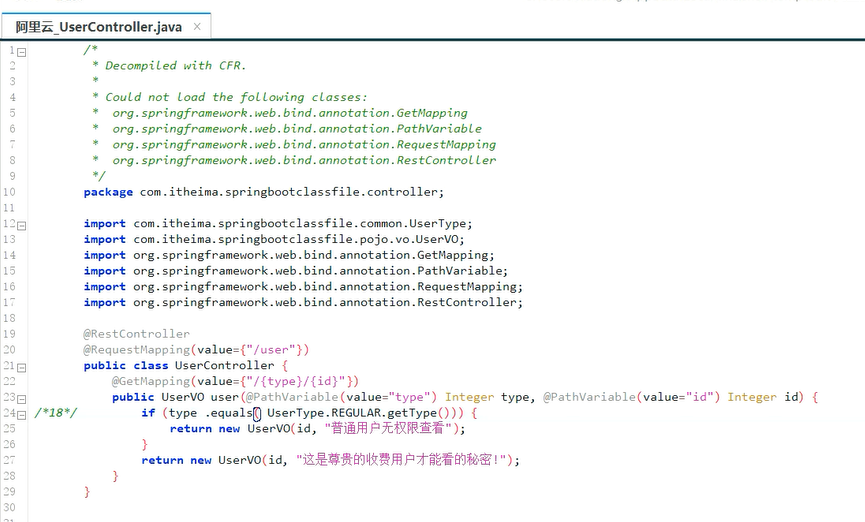 阿里云_UserController.java ×
1 /*
2 * Decompiled with CFR.
3 *
4 * Could not load the following classes:
5 * org.springframework.web.bind.annotation.GetMapping
6 * org.springframework.web.bind.annotation.PathVariable
7 * org.springframework.web.bind.annotation.RequestMapping
8 * org.springframework.web.bind.annotation.RestController
9 */
10 package com.itheima.springbootclassfile.controller;
11
12 import com.itheima.springbootclassfile.common.UserType;
13 import com.itheima.springbootclassfile.pojo.vo.UserVO;
14 import org.springframework.web.bind.annotation.GetMapping;
15 import org.springframework.web.bind.annotation.PathVariable;
16 import org.springframework.web.bind.annotation.RequestMapping;
17 import org.springframework.web.bind.annotation.RestController;
18
19 @RestController
20 @RequestMapping(value={"/user"})
21 public class UserController {
22 @GetMapping(value={"/{type}/{id}"})
23 public UserVO user(@PathVariable(value="type") Integer type, @PathVariable(value="id") Integer id) {
24 /*18*/ if (type .equals( UserType.REGULAR.getType())) {
25 return new UserVO(id, "普通用户无权限查看");
26 }
27 return new UserVO(id, "这是尊贵的收费用户才能看的秘密!");
28 }
29 }
30